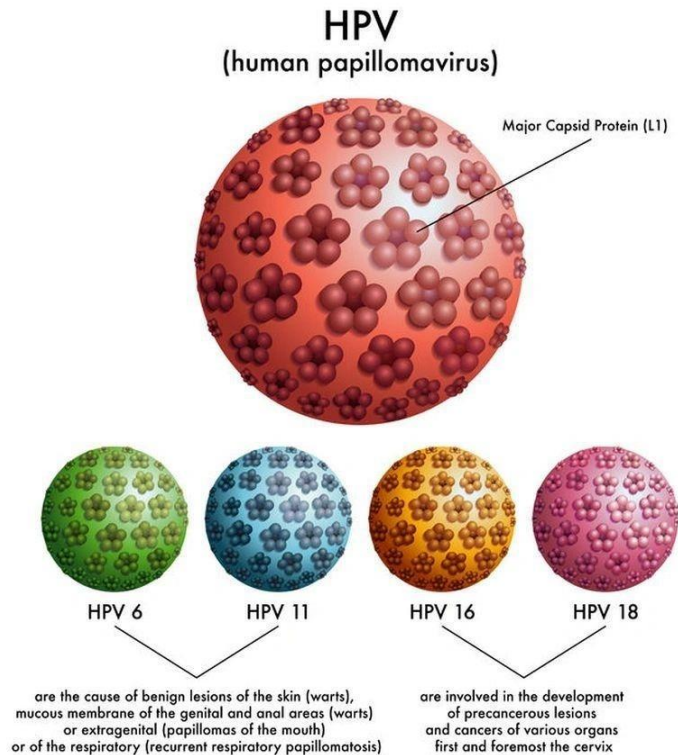 HPV
(human papillomavirus)
Major Capsid Protein (L1)
HPV 6
HPV 11
HPV 16
HPV 18
are the cause of benign lesions of the skin (warts),
mucous membrane of the genital and anal areas (warts)
or extragenital (papillomas of the mouth)
or of the respiratory (recurrent respiratory papillomatosis)
are involved in the development
of precancerous lesions
and cancers of various organs
first and foremost the cervix